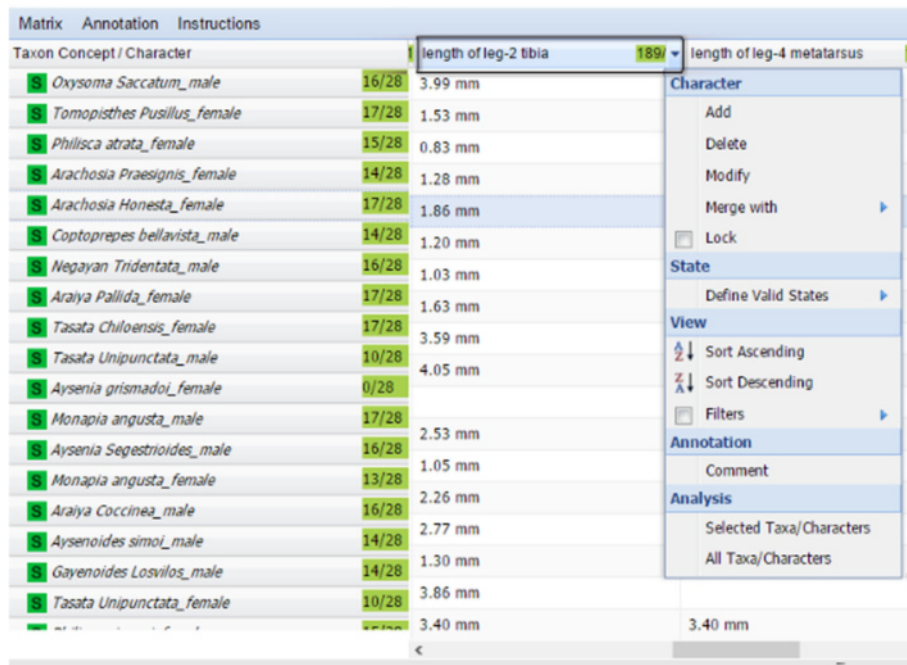 Matrix Annotation Instructions
Taxon Concept / Character length of leg-2 tibia 189/ length of leg-4 metatarsus
S Oxysoma Saccatum_male 16/28 3.99 mm Character
S Tomopisthes Pusillus_female 17/28 1.53 mm Add
S Philisca atrata_female 15/28 0.83 mm Delete
S Arachosia Praesignis_female 14/28 1.28 mm Modify
S Arachosia Honesta_female 17/28 1.86 mm Merge with
S Coptoprepes bellavista_male 14/28 1.20 mm Lock
S Negayan Tridentata_male 16/28 1.03 mm State
S Araiya Pallida_female 17/28 1.63 mm Define Valid States
S Tasata Chiloensis_female 17/28 3.59 mm View
S Tasata Unipunctata_male 10/28 4.05 mm Sort Ascending
S Aysenia grismadoi_female 0/28 Sort Descending
S Monapia angusta_male 17/28 2.53 mm Filters
S Aysenia Segestrioides_male 16/28 1.05 mm Annotation
S Monapia angusta_female 13/28 2.26 mm Comment
S Araiya Coccinea_male 16/28 2.77 mm Analysis
S Aysenoides simoi_male 14/28 1.30 mm Selected Taxa/Characters
S Gayenoides Losvilos_male 14/28 3.86 mm All Taxa/Characters
S Tasata Unipunctata_female 10/28 3.40 mm 3.40 mm